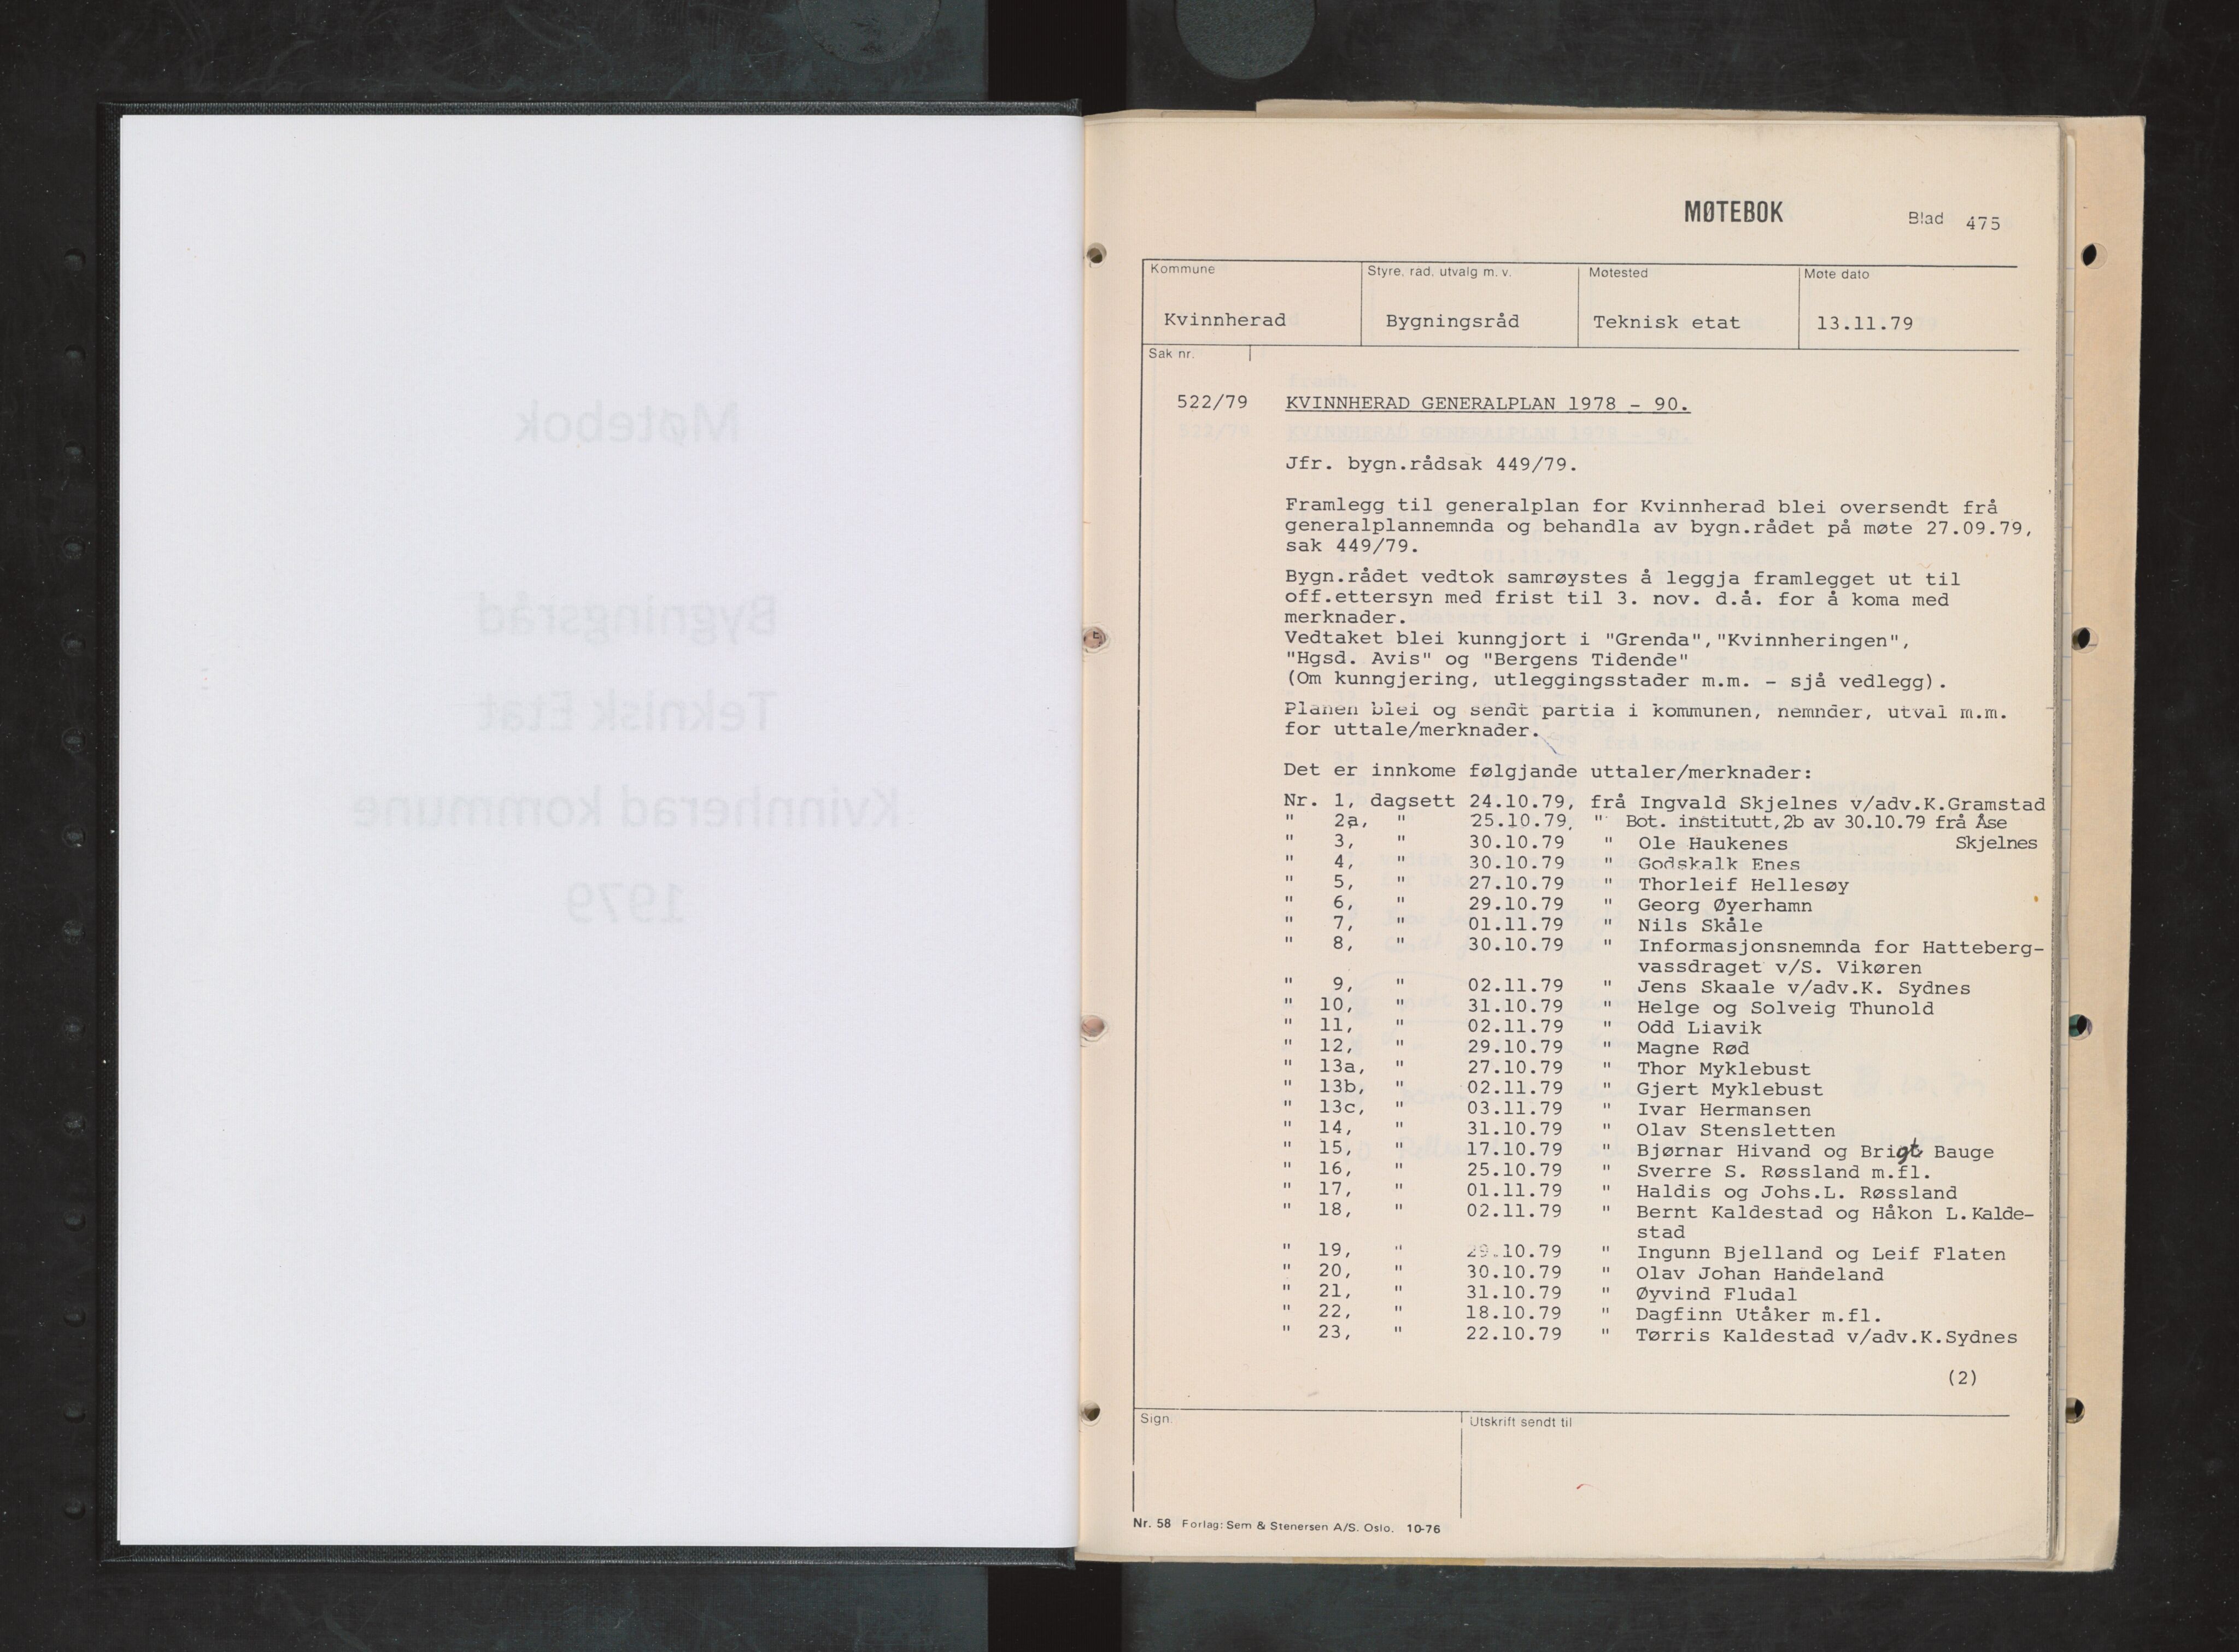 MØTEBOK
Blad 475
Kommune
Styre, råd, utvalg m. v.
Møtested
Møte dato
Kvinnherad
Bygningsråd
Teknisk etat
13.11.79
Sak nr.
522/79 KVINNHERAD GENERALPLAN 1978 - 90.
Jfr. bygn.rådsak 449/79.
Framlegg til generalplan for Kvinnherad blei oversendt frå
generalplannemnda og behandla av bygn.rådet på møte 27.09.79,
sak 449/79.
Bygn.rådet vedtok samrøystes å leggja framlegget ut til
off.ettersyn med frist til 3. nov. d.å. for å koma med
merknader.
Vedtaket blei kunngjort i "Grenda","Kvinnheringen",
"Hgsd. Avis" og "Bergens Tidende"
(Om kunngjering, utleggingsstader m.m. - sjå vedlegg).
Planen blei og sendt partia i kommunen, nemnder, utval m.m.
for uttale/merknader.
Det er innkome følgjande uttaler/merknader:
Nr. 1, dagsett 24.10.79, frå Ingvald Skjelnes v/adv.K.Gramstad
" 2a, " 25.10.79, " Bot. institutt,2b av 30.10.79 frå Åse
" 3, " 30.10.79 " Ole Haukenes Skjelnes
" 4, " 30.10.79 " Godskalk Enes
" 5, " 27.10.79 " Thorleif Hellesøy
" 6, " 29.10.79 " Georg Øyerhamn
" 7, " 01.11.79 " Nils Skåle
" 8, " 30.10.79 " Informasjonsnemnda for Hatteberg-
vassdraget v/S. Vikøren
" 9, " 02.11.79 " Jens Skaale v/adv.K. Sydnes
" 10, " 31.10.79 " Helge og Solveig Thunold
" 11, " 02.11.79 " Odd Liavik
" 12, " 29.10.79 " Magne Rød
" 13a, " 27.10.79 " Thor Myklebust
" 13b, " 02.11.79 " Gjert Myklebust
" 13c, " 03.11.79 " Ivar Hermansen
" 14, " 31.10.79 " Olav Stensletten
" 15, " 17.10.79 " Bjørnar Hivand og Brigt Bauge
" 16, " 25.10.79 " Sverre S. Røssland m.fl.
" 17, " 01.11.79 " Haldis og Johs.L. Røssland
" 18, " 02.11.79 " Bernt Kaldestad og Håkon L.Kalde-
stad
" 19, " 29.10.79 " Ingunn Bjelland og Leif Flaten
" 20, " 30.10.79 " Olav Johan Handeland
" 21, " 31.10.79 " Øyvind Fludal
" 22, " 18.10.79 " Dagfinn Utåker m.fl.
" 23, " 22.10.79 " Tørris Kaldestad v/adv.K.Sydnes
(2)
Sign.
Utskrift sendt til
Nr. 58 Forlag: Sem & Stenersen A/S. Oslo. 10-76
Møtebok
Bygningsråd
Teknisk Etat
Kvinnherad kommune
1979